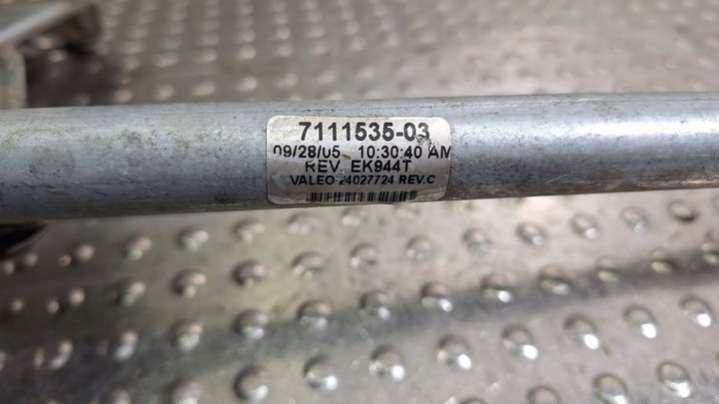 7111535-03
09/28/05 10:30:40 AM
REV. EK944T
VALEO 24027724 REV.C